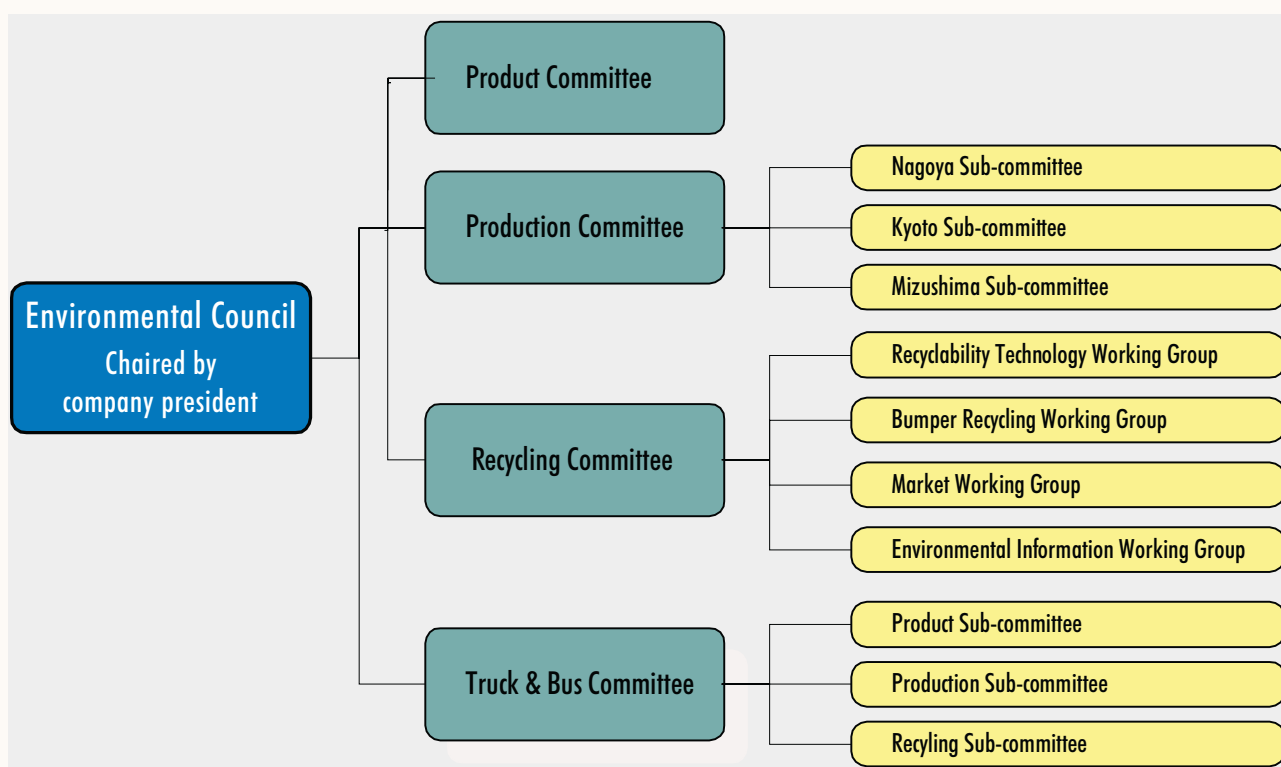 Environmental Council
Chaired by
company president
Product Committee
Production Committee
Nagoya Sub-committee
Kyoto Sub-committee
Mizushima Sub-committee
Recycling Committee
Recyclability Technology Working Group
Bumper Recycling Working Group
Market Working Group
Environmental Information Working Group
Truck & Bus Committee
Product Sub-committee
Production Sub-committee
Recyling Sub-committee